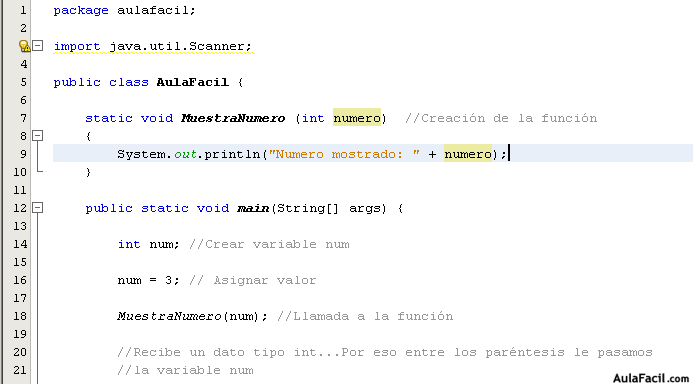 1 package aulafacil;
2
3 import java.util.Scanner;
4
5 public class AulaFacil {
6
7 static void MuestraNumero (int numero) //Creación de la función
8 {
9 System.out.println("Numero mostrado: " + numero);
10 }
11
12 public static void main(String[] args) {
13
14 int num; //Crear variable num
15
16 num = 3; // Asignar valor
17
18 MuestraNumero(num); //Llamada a la función
19
20 //Recibe un dato tipo int...Por eso entre los paréntesis le pasamos
21 //la variable num
AulaFacil.com